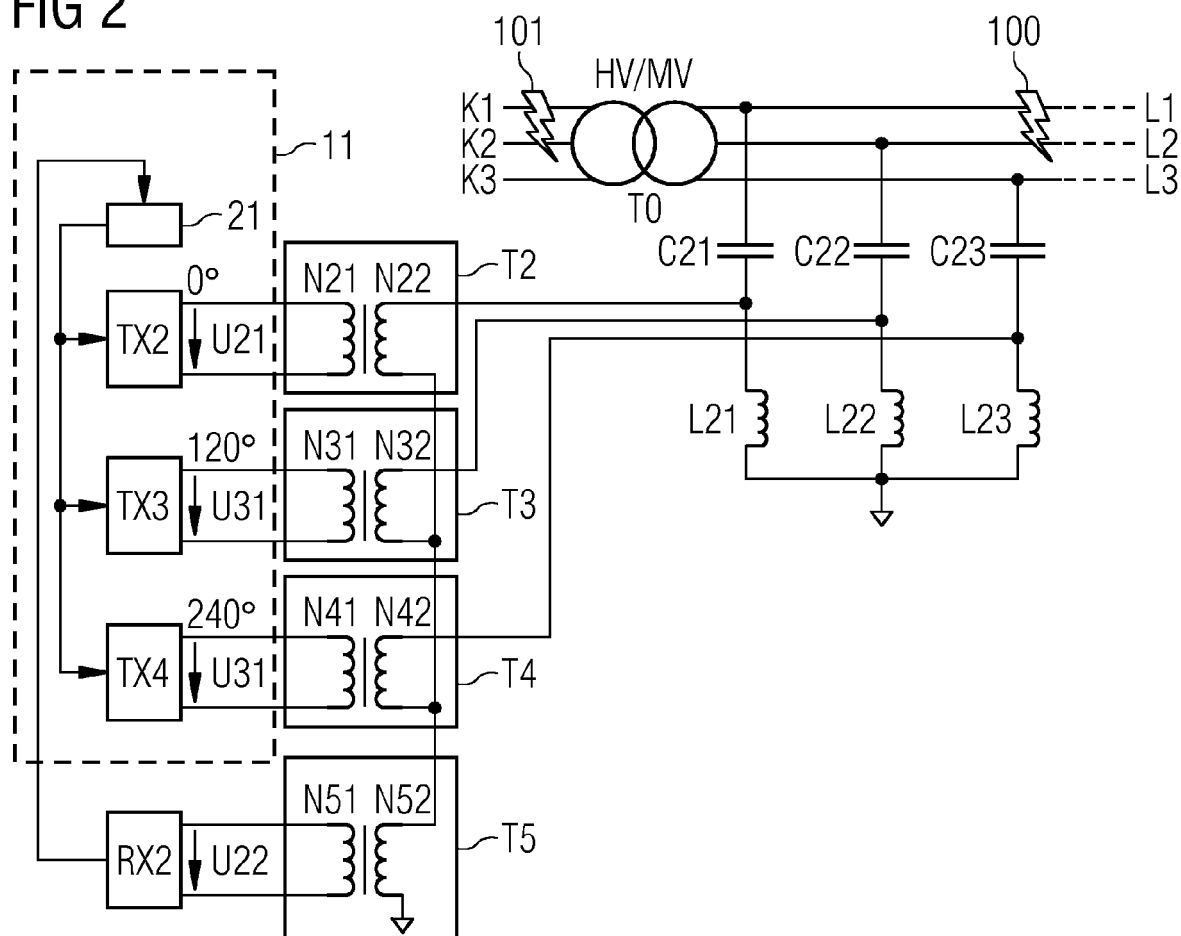 FIG 2
101
100
HV/MV
K1
K2
K3
L1
L2
L3
T0
11
21
C21
C22
C23
0°
TX2
U21
N21 N22
T2
L21
L22
L23
120°
TX3
U31
N31 N32
T3
240°
TX4
U31
N41 N42
T4
RX2
U22
N51 N52
T5